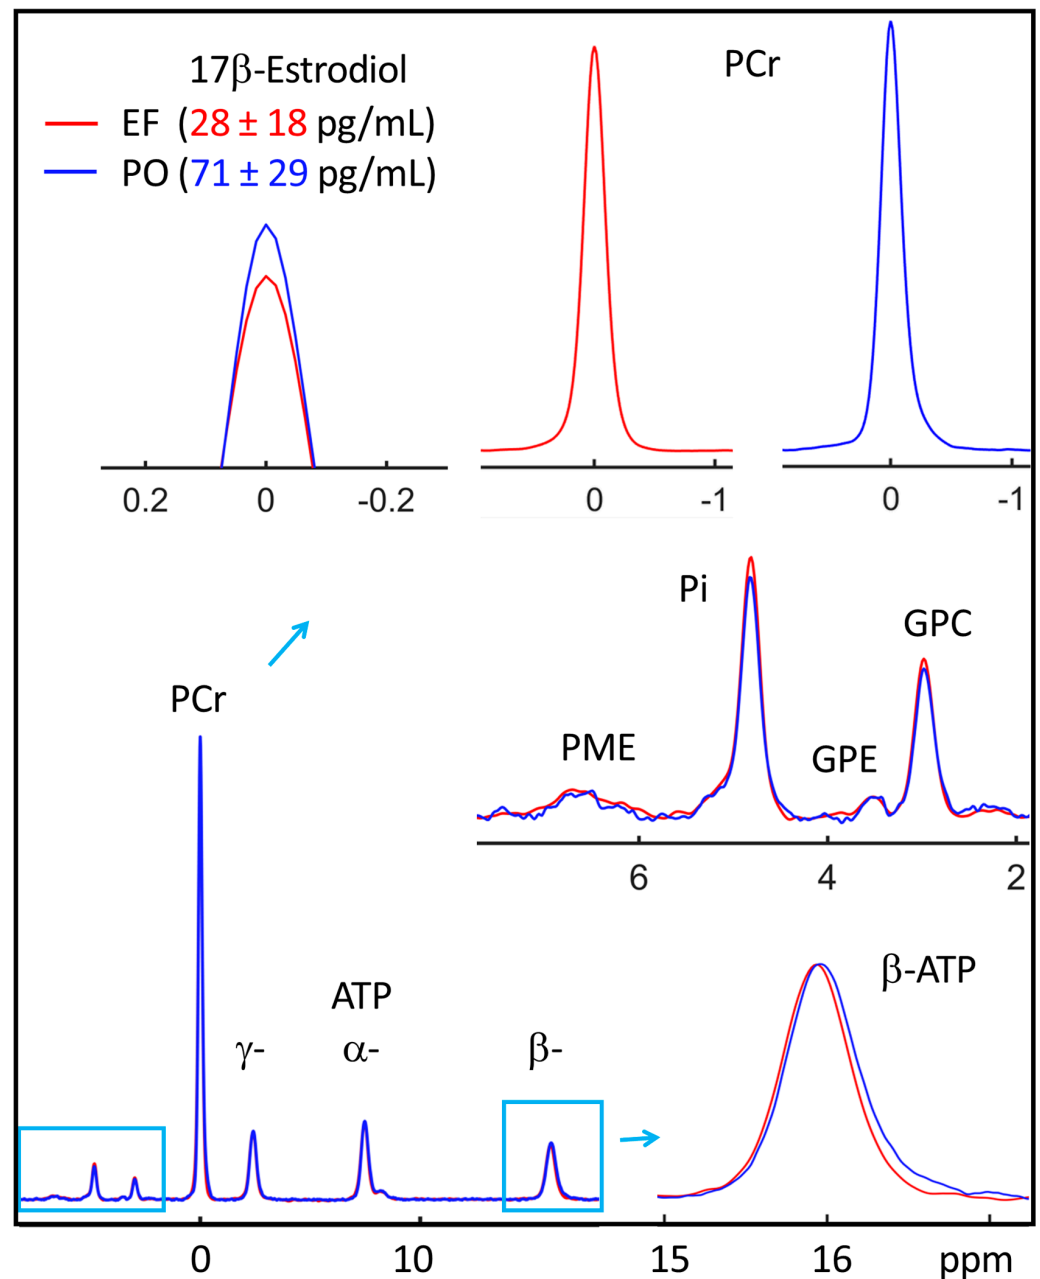 17β-Estrodiol
EF (28 ± 18 pg/mL)
PO (71 ± 29 pg/mL)
PCr
0.2 0 -0.2
0 -1
0 -1
Pi
GPC
PME
GPE
6 4 2
PCr
ATP
γ- α- β-
β-ATP
0 10
15 16 ppm